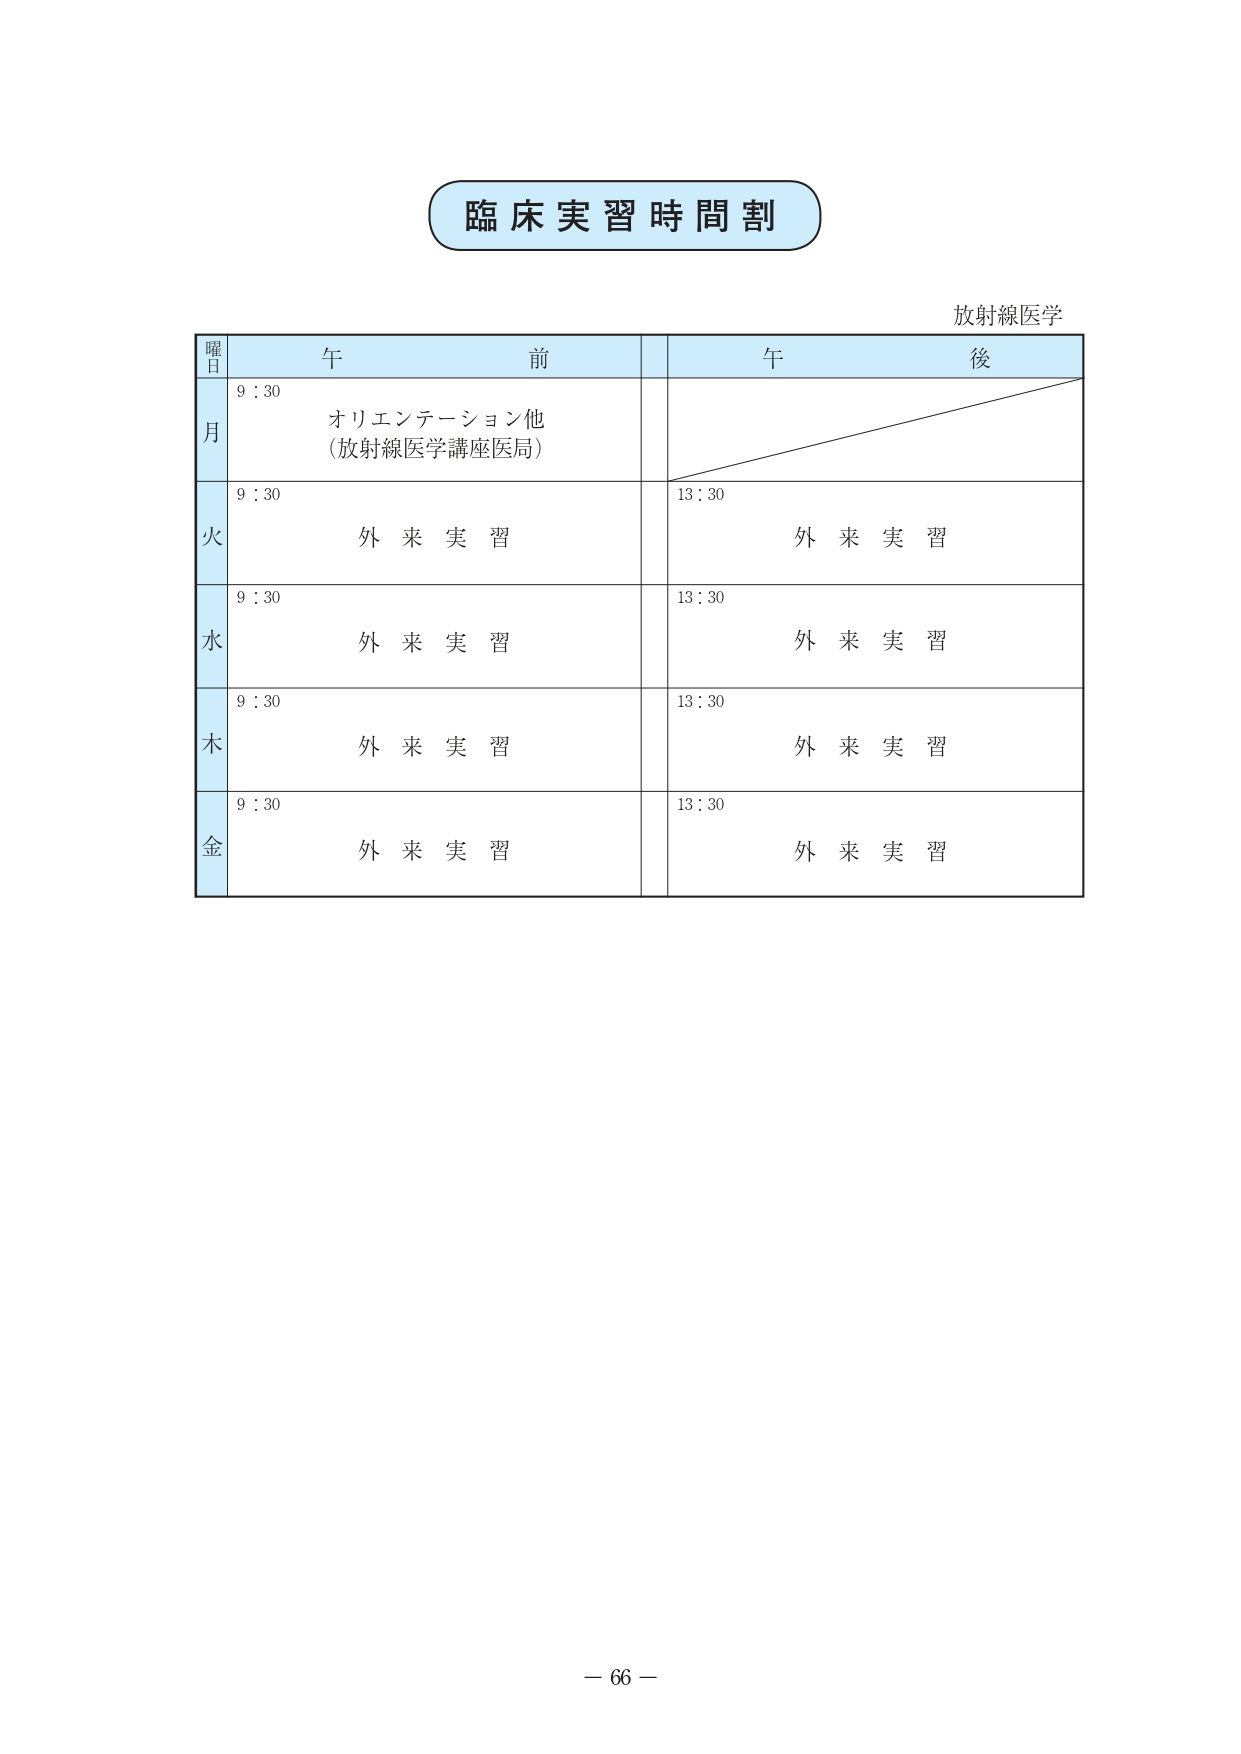 臨床実習時間割
放射線医学
曜日 午前 午後
月 9：30
オリエンテーション他
（放射線医学講座医局）
火 9：30 外来実習 13：30 外来実習
水 9：30 外来実習 13：30 外来実習
木 9：30 外来実習 13：30 外来実習
金 9：30 外来実習 13：30 外来実習
― 66 ―